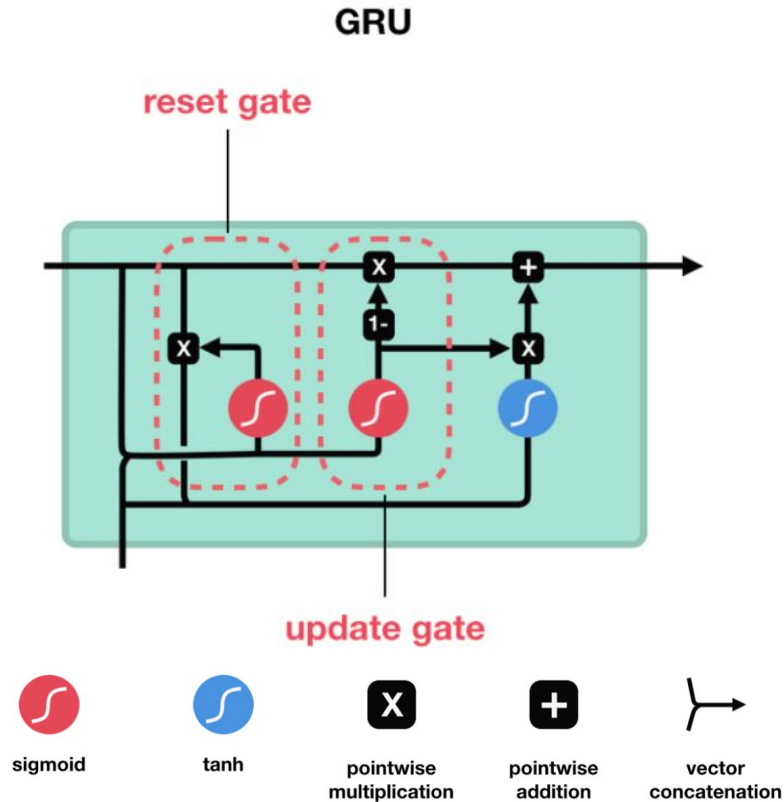 GRU
reset gate
X
+
1-
X
X
update gate
X
+
sigmoid
tanh
pointwise
multiplication
pointwise
addition
vector
concatenation